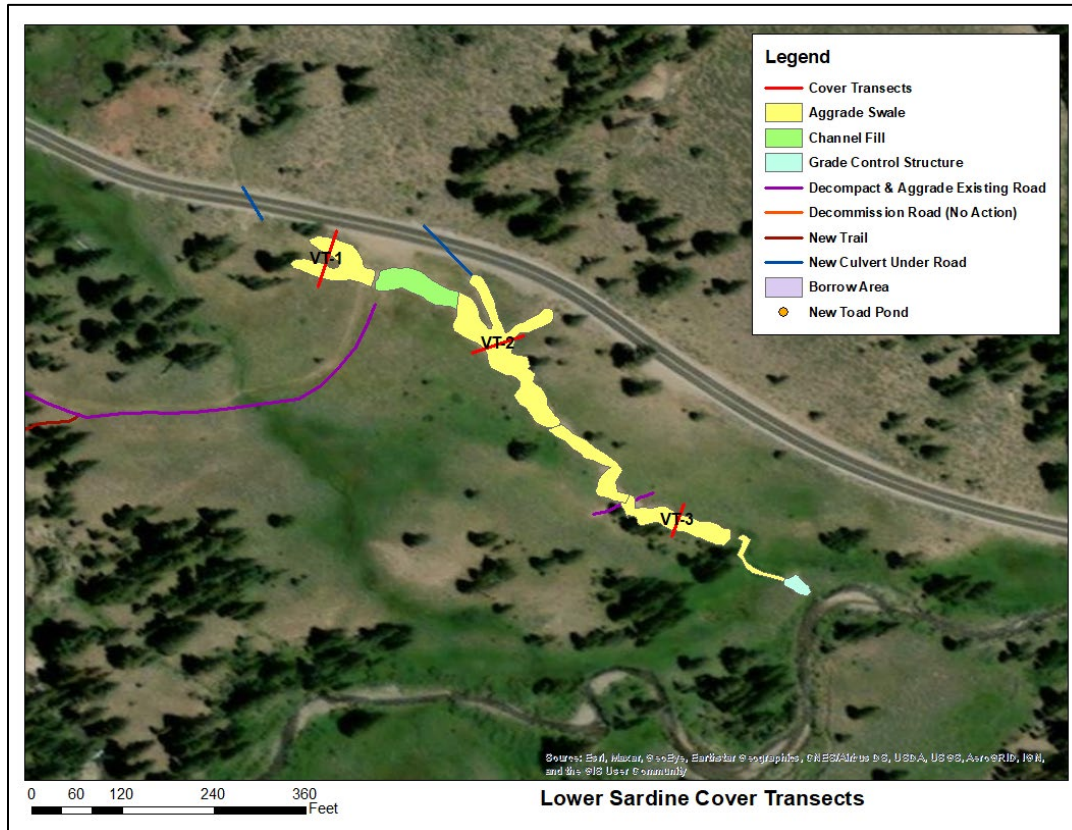 Legend
Cover Transects
Aggrade Swale
Channel Fill
Grade Control Structure
Decompact & Aggrade Existing Road
Decommission Road (No Action)
New Trail
New Culvert Under Road
Borrow Area
New Toad Pond
VT-1
VT-2
VT-3
Source: Esri, Maxar, GeoEye, Earthstar Geographics, CNES/Airbus DS, USDA, USGS, AeroGRID, IGN,
and the GIS User Community
0 60 120 240 360
Feet
Lower Sardine Cover Transects